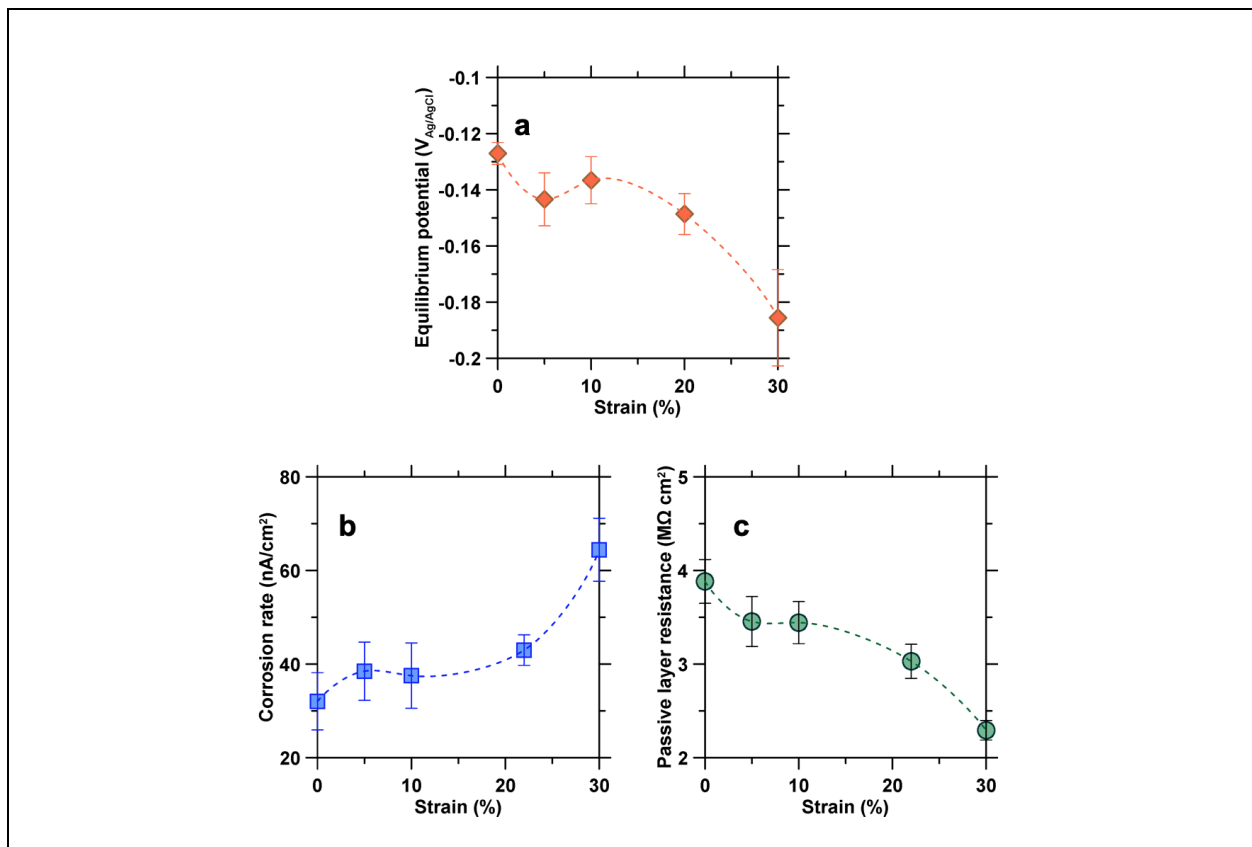 -0.1
-0.12
-0.14
-0.16
-0.18
-0.2
Equilibrium potential (V_Ag/AgCl)
a
0 10 20 30
Strain (%)
80
60
40
20
Corrosion rate (nA/cm²)
b
0 10 20 30
Strain (%)
5
4
3
2
Passive layer resistance (MΩ cm²)
c
0 10 20 30
Strain (%)